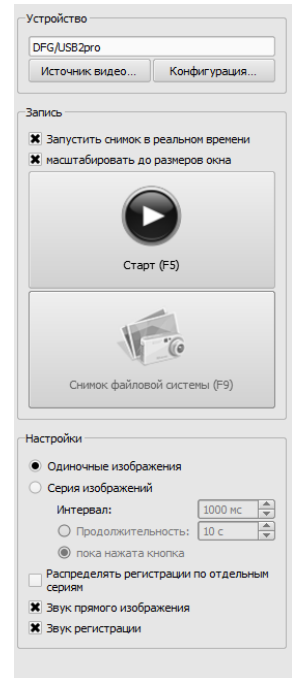 Устройство
DFG/USB2pro
Источник видео... Конфигурация...
Запись
Запустить снимок в реальном времени
масштабировать до размеров окна
Старт (F5)
Снимок файловой системы (F9)
Настройки
Одиночные изображения
Серия изображений
Интервал: 1000 мс
Продолжительность: 10 с
пока нажата кнопка
Распределять регистрации по отдельным
сериям
Звук прямого изображения
Звук регистрации